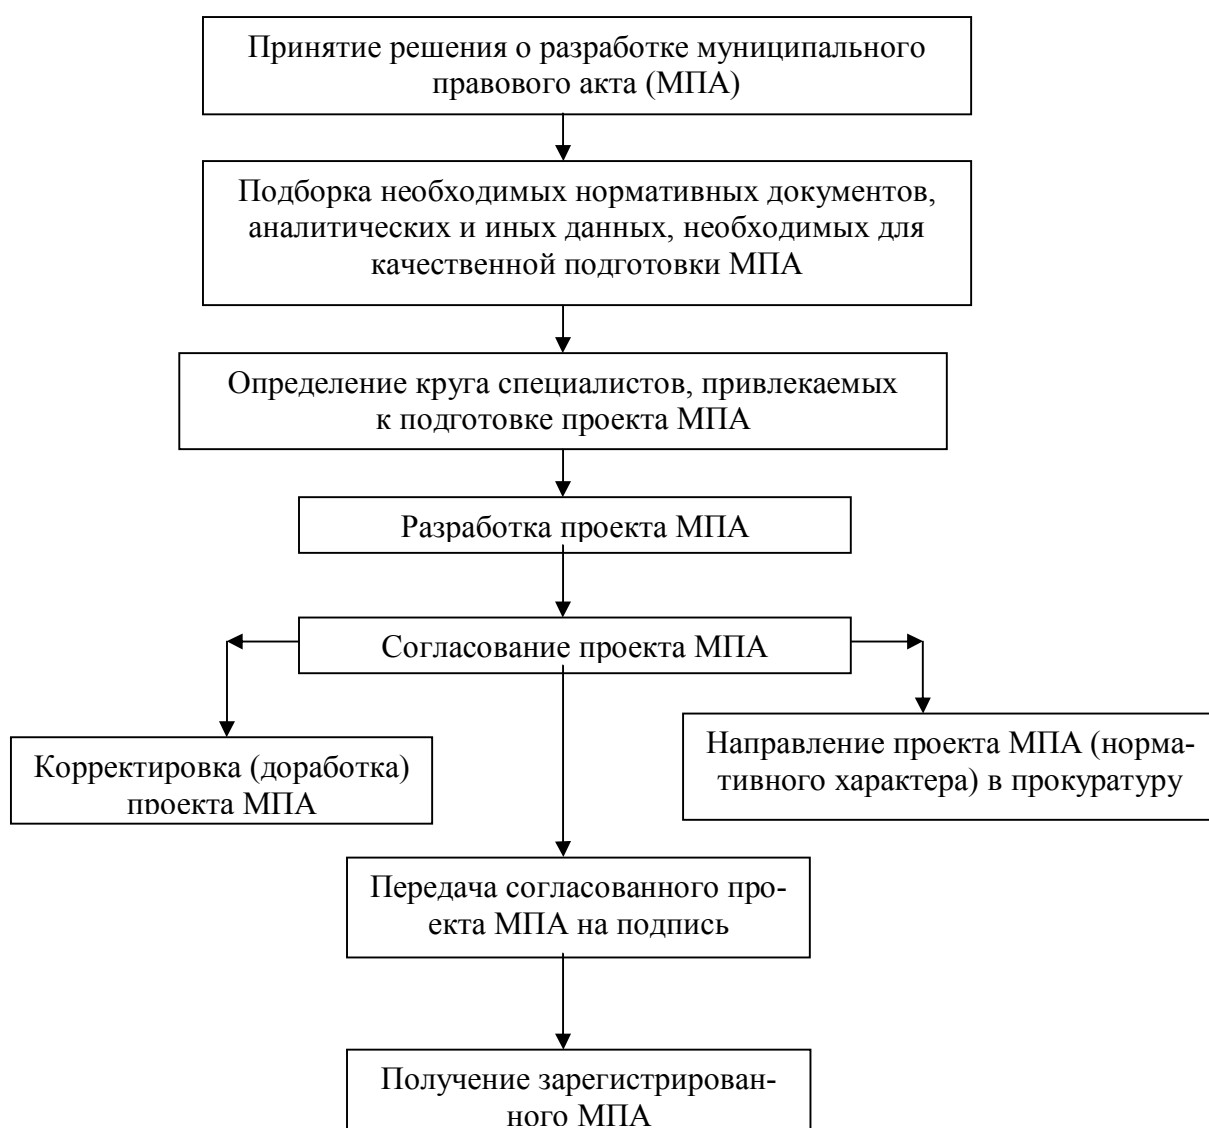 Принятие решения о разработке муниципального
правового акта (МПА)
Подборка необходимых нормативных документов,
аналитических и иных данных, необходимых для
качественной подготовки МПА
Определение круга специалистов, привлекаемых
к подготовке проекта МПА
Разработка проекта МПА
Согласование проекта МПА
Корректировка (доработка)
проекта МПА
Направление проекта МПА (норма-
тивного характера) в прокуратуру
Передача согласованного про-
екта МПА на подпись
Получение зарегистрирован-
ного МПА